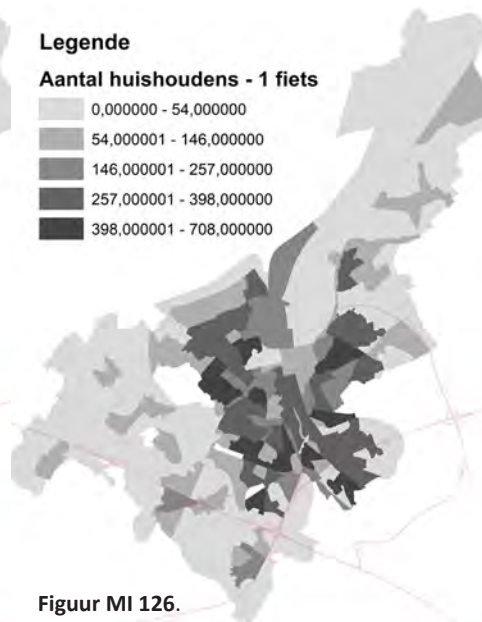 Legende
Aantal huishoudens - 1 fiets
0,000000 - 54,000000
54,000001 - 146,000000
146,000001 - 257,000000
257,000001 - 398,000000
398,000001 - 708,000000
Figuur MI 126.